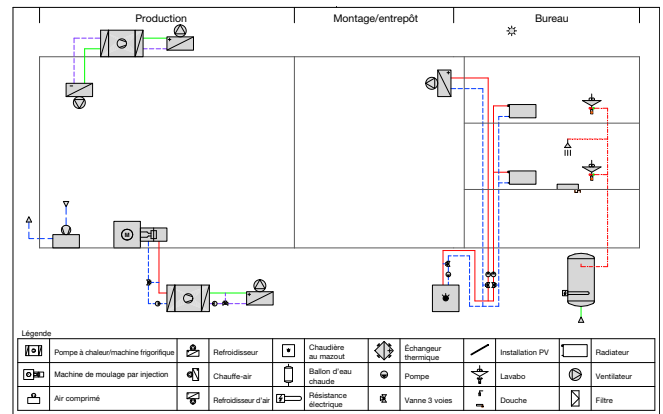 Production Montage/entrepôt Bureau
M
Légende
Pompe à chaleur/machine frigorifique Refroidisseur Chaudière au mazout Échangeur thermique Installation PV Radiateur
Machine de moulage par injection Chauffe-air Ballon d'eau chaude Pompe Lavabo Ventilateur
Air comprimé Refroidisseur d'air Résistance électrique Vanne 3 voies Douche Filtre